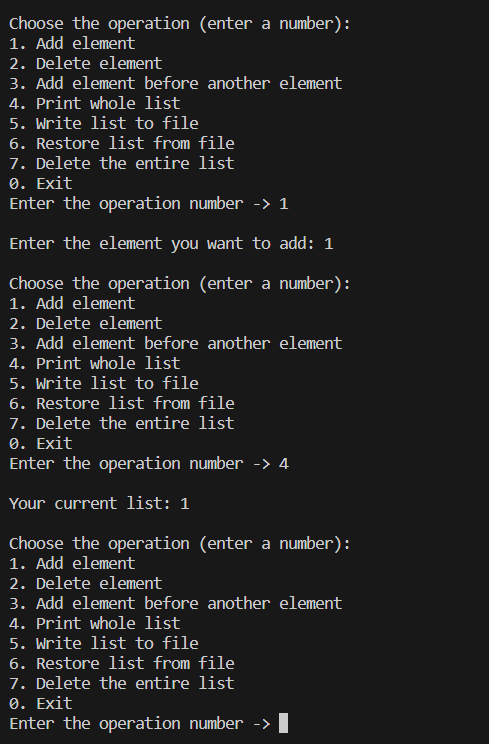 Choose the operation (enter a number):
1. Add element
2. Delete element
3. Add element before another element
4. Print whole list
5. Write list to file
6. Restore list from file
7. Delete the entire list
0. Exit
Enter the operation number -> 1
Enter the element you want to add: 1
Choose the operation (enter a number):
1. Add element
2. Delete element
3. Add element before another element
4. Print whole list
5. Write list to file
6. Restore list from file
7. Delete the entire list
0. Exit
Enter the operation number -> 4
Your current list: 1
Choose the operation (enter a number):
1. Add element
2. Delete element
3. Add element before another element
4. Print whole list
5. Write list to file
6. Restore list from file
7. Delete the entire list
0. Exit
Enter the operation number ->